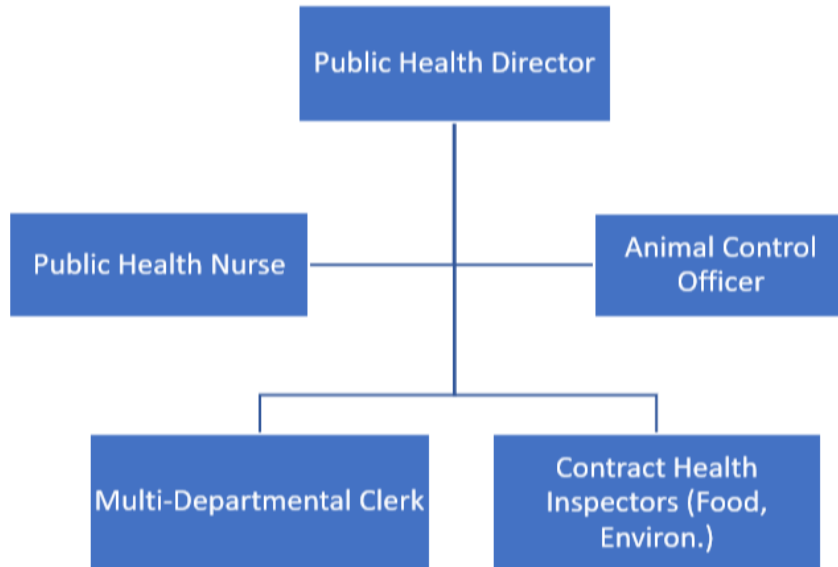 Public Health Director
Public Health Nurse
Animal Control
Officer
Multi-Departmental Clerk
Contract Health
Inspectors (Food,
Environ.)